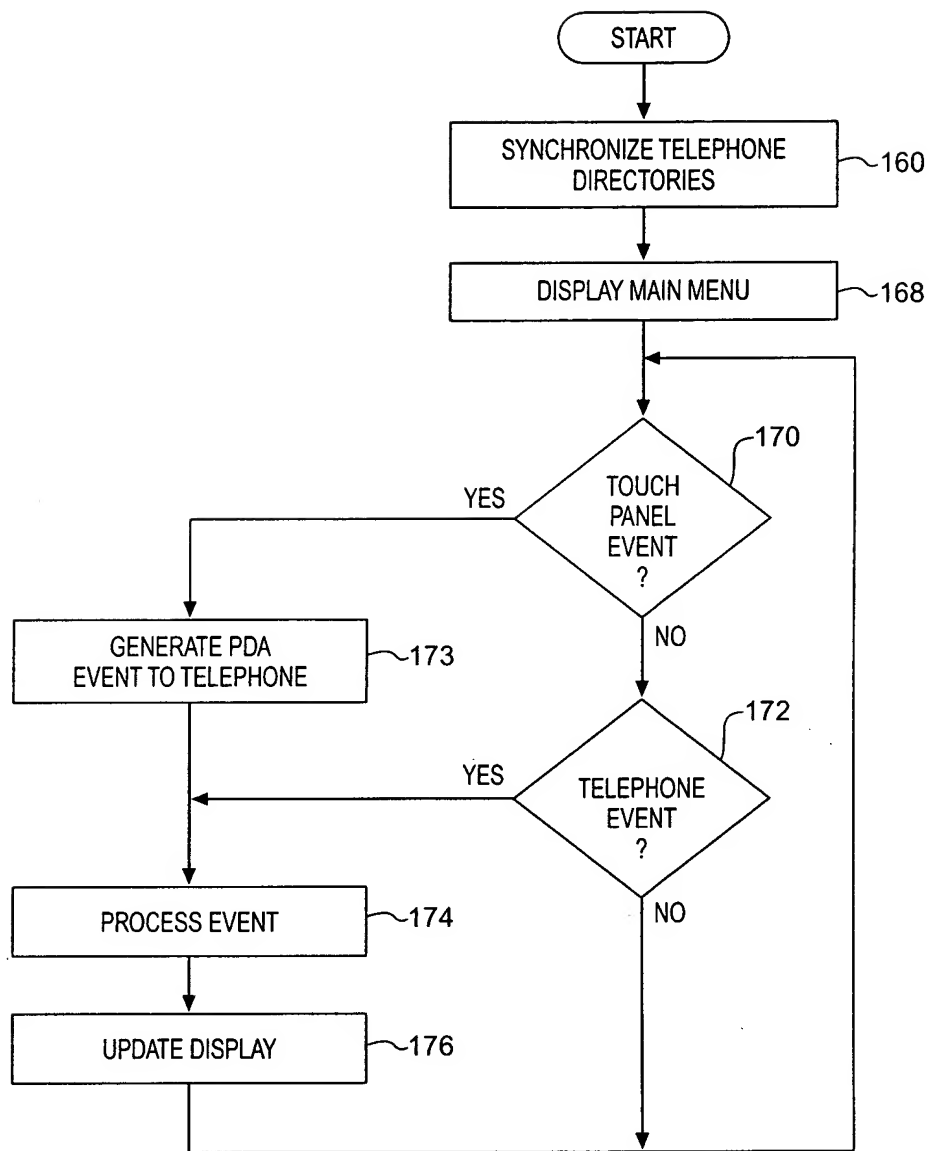 START
SYNCHRONIZE TELEPHONE
DIRECTORIES
160
DISPLAY MAIN MENU
168
170
TOUCH
PANEL
EVENT
?
YES
NO
GENERATE PDA
EVENT TO TELEPHONE
173
172
TELEPHONE
EVENT
?
YES
NO
PROCESS EVENT
174
UPDATE DISPLAY
176